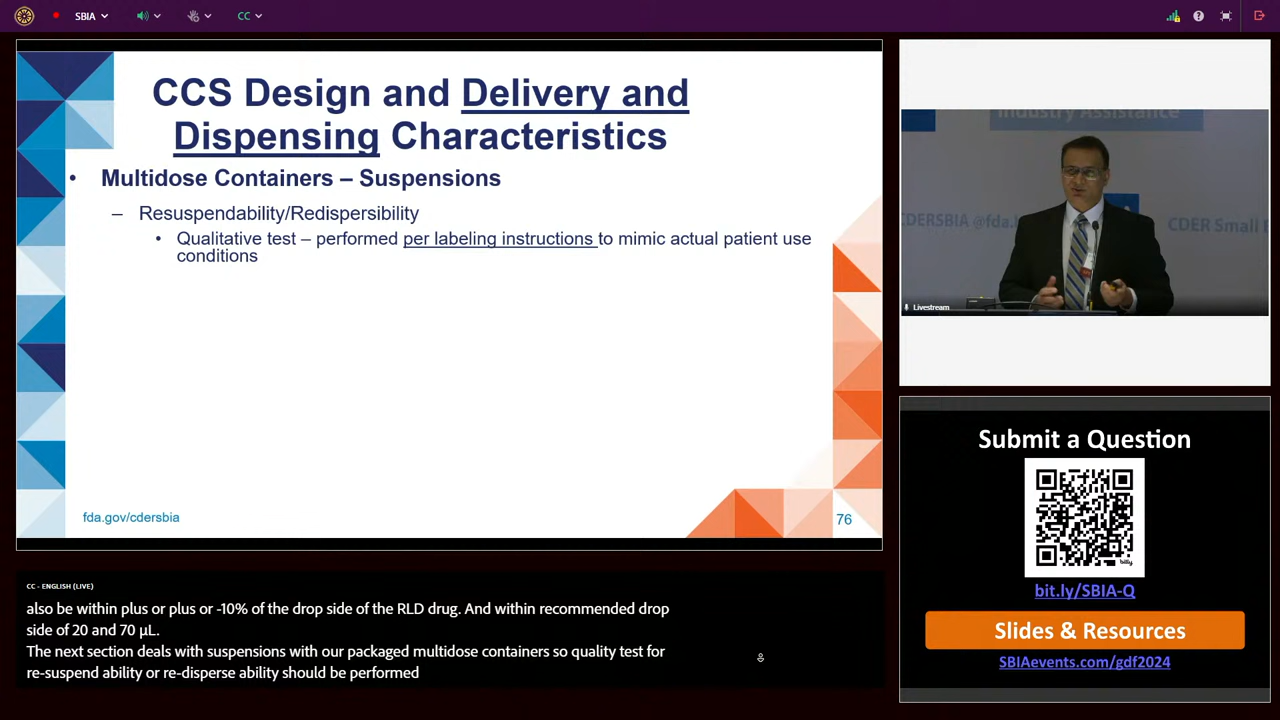 SBIA
CC
CCS Design and Delivery and
Dispensing Characteristics
• Multidose Containers – Suspensions
– Resuspendability/Redispersibility
• Qualitative test – performed per labeling instructions to mimic actual patient use
conditions
fda.gov/cdersbia
76
Industry Assistance
CDERSBIA @fda.
CDER Small
Livestream
CC - ENGLISH (LIVE)
also be within plus or plus or -10% of the drop side of the RLD drug. And within recommended drop
side of 20 and 70 µL.
The next section deals with suspensions with our packaged multidose containers so quality test for
re-suspend ability or re-disperse ability should be performed
Submit a Question
bitly
bit.ly/SBIA-Q
Slides & Resources
SBIAevents.com/gdf2024